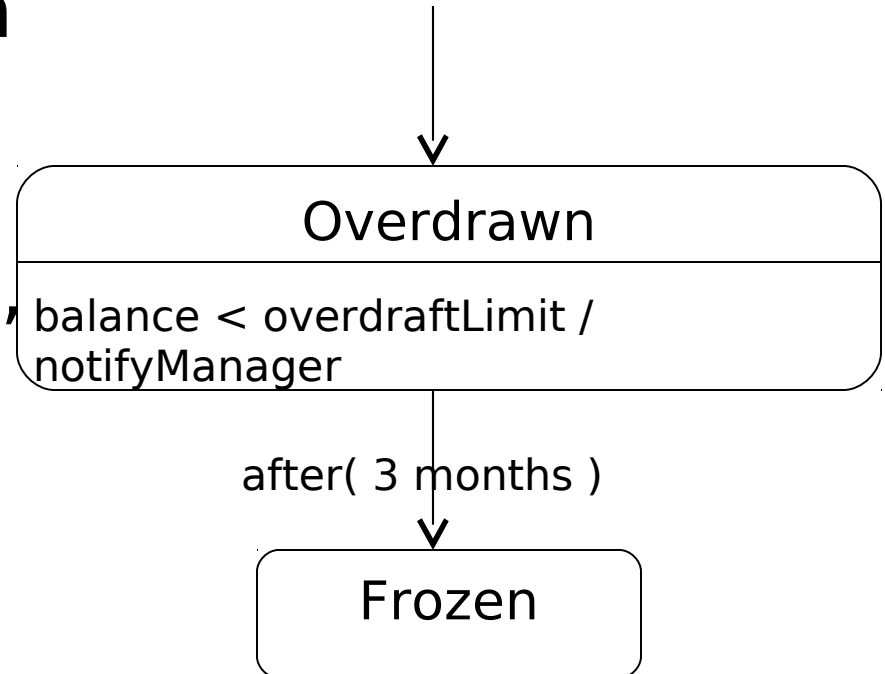 Overdrawn
balance < overdraftLimit /
notifyManager
after( 3 months )
Frozen